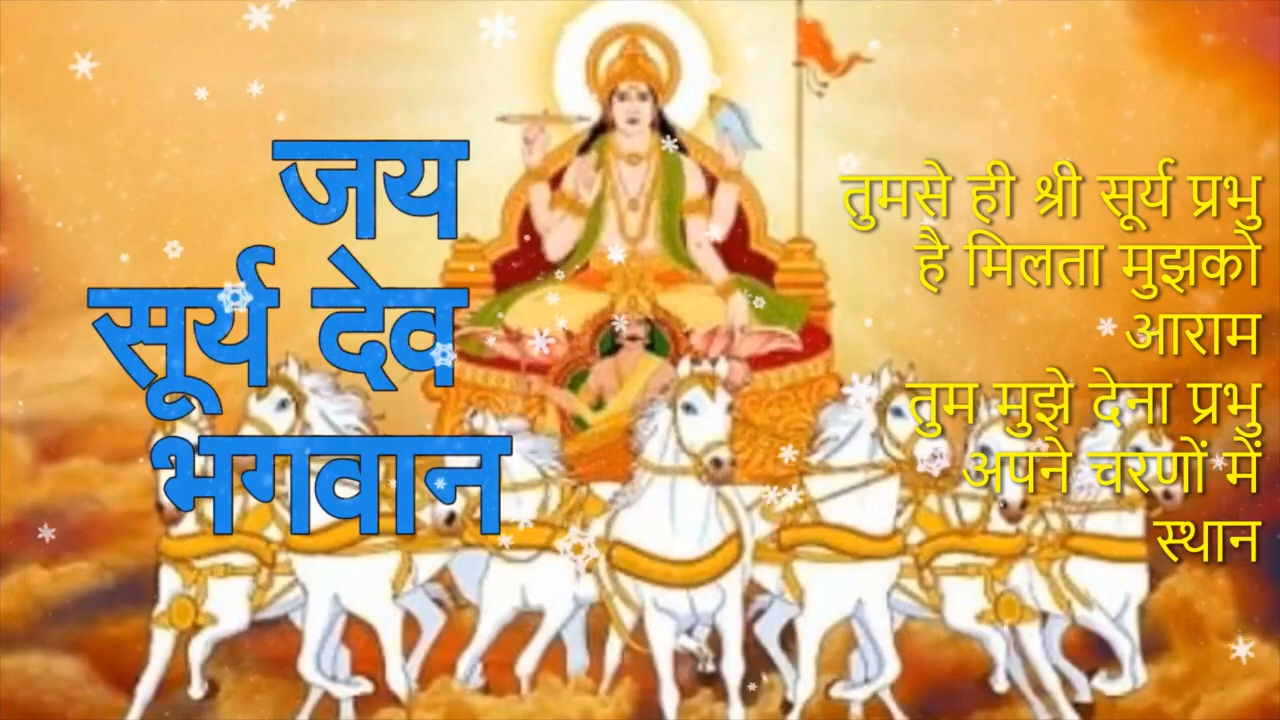 जय
सूर्य देव
भगवान
तुमसे ही श्री सूर्य प्रभु
है मिलता मुझको
आराम
तुम मुझे देना प्रभु
अपने चरणों में
स्थान